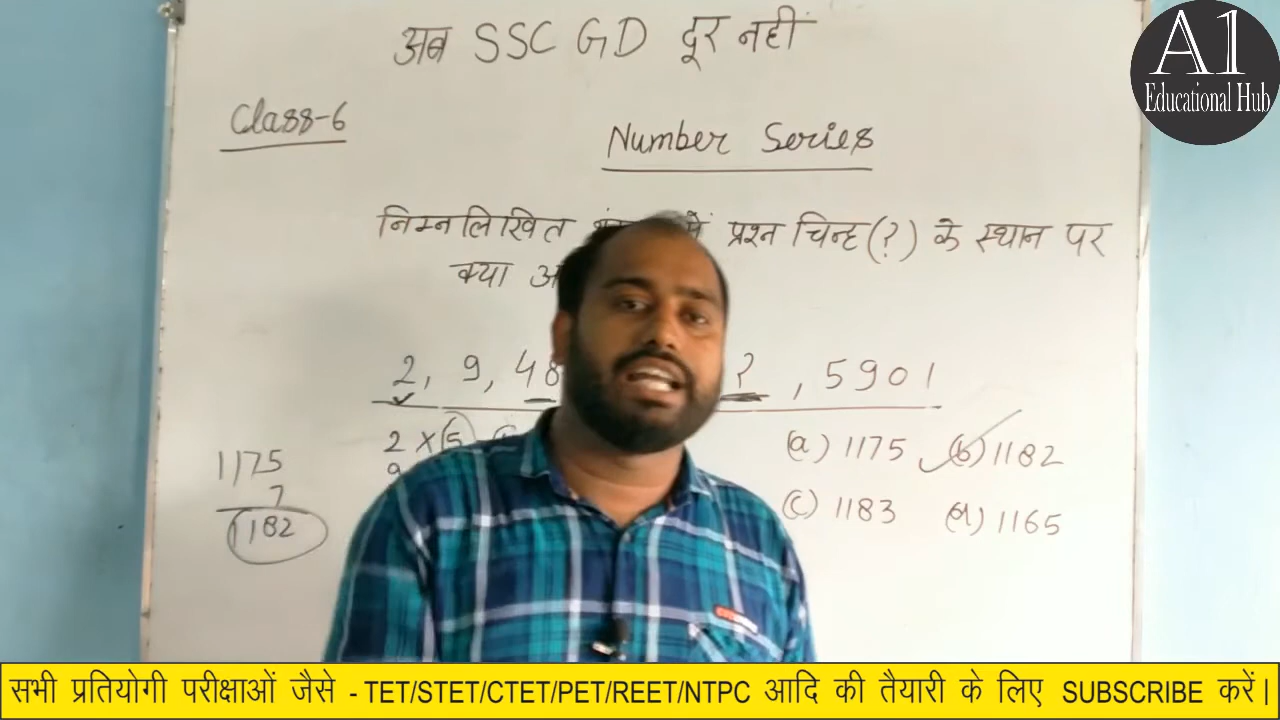 अब SSC GD दूर नहीं
A1
Educational Hub
Class-6
Number Series
निम्नलिखित में प्रश्न चिन्ह (?) के स्थान पर
क्या
2, 9, 48 ? , 5901
2 × 5 (a) 1175 (b) 1182
1175
7
1182
(c) 1183 (d) 1165
सभी प्रतियोगी परीक्षाओं जैसे - TET/STET/CTET/PET/REET/NTPC आदि की तैयारी के लिए SUBSCRIBE करें |